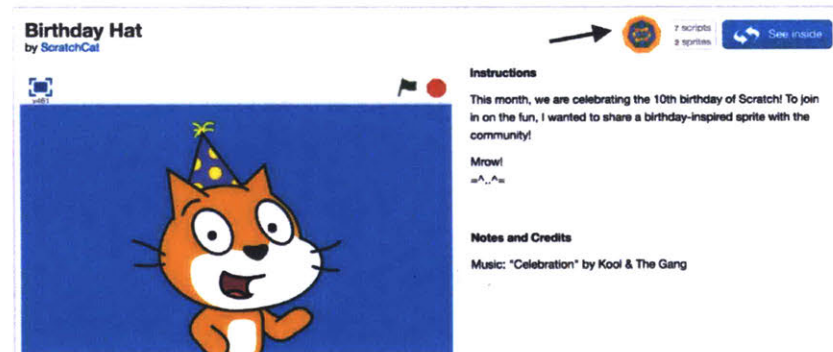 Birthday Hat
by ScratchCat
7 scripts
3 sprites
See inside
v461
Instructions
This month, we are celebrating the 10th birthday of Scratch! To join
in on the fun, I wanted to share a birthday-inspired sprite with the
community!
Mrow!
=^..^=
Notes and Credits
Music: "Celebration" by Kool & The Gang